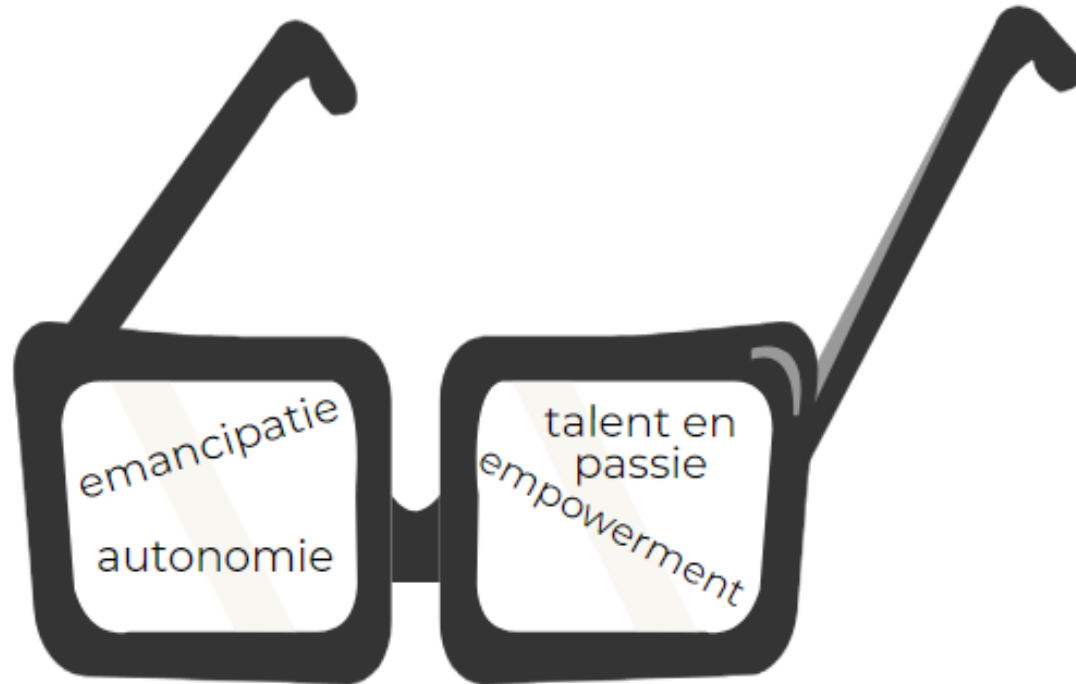 emancipatie
autonomie
talent en
passie
empowerment